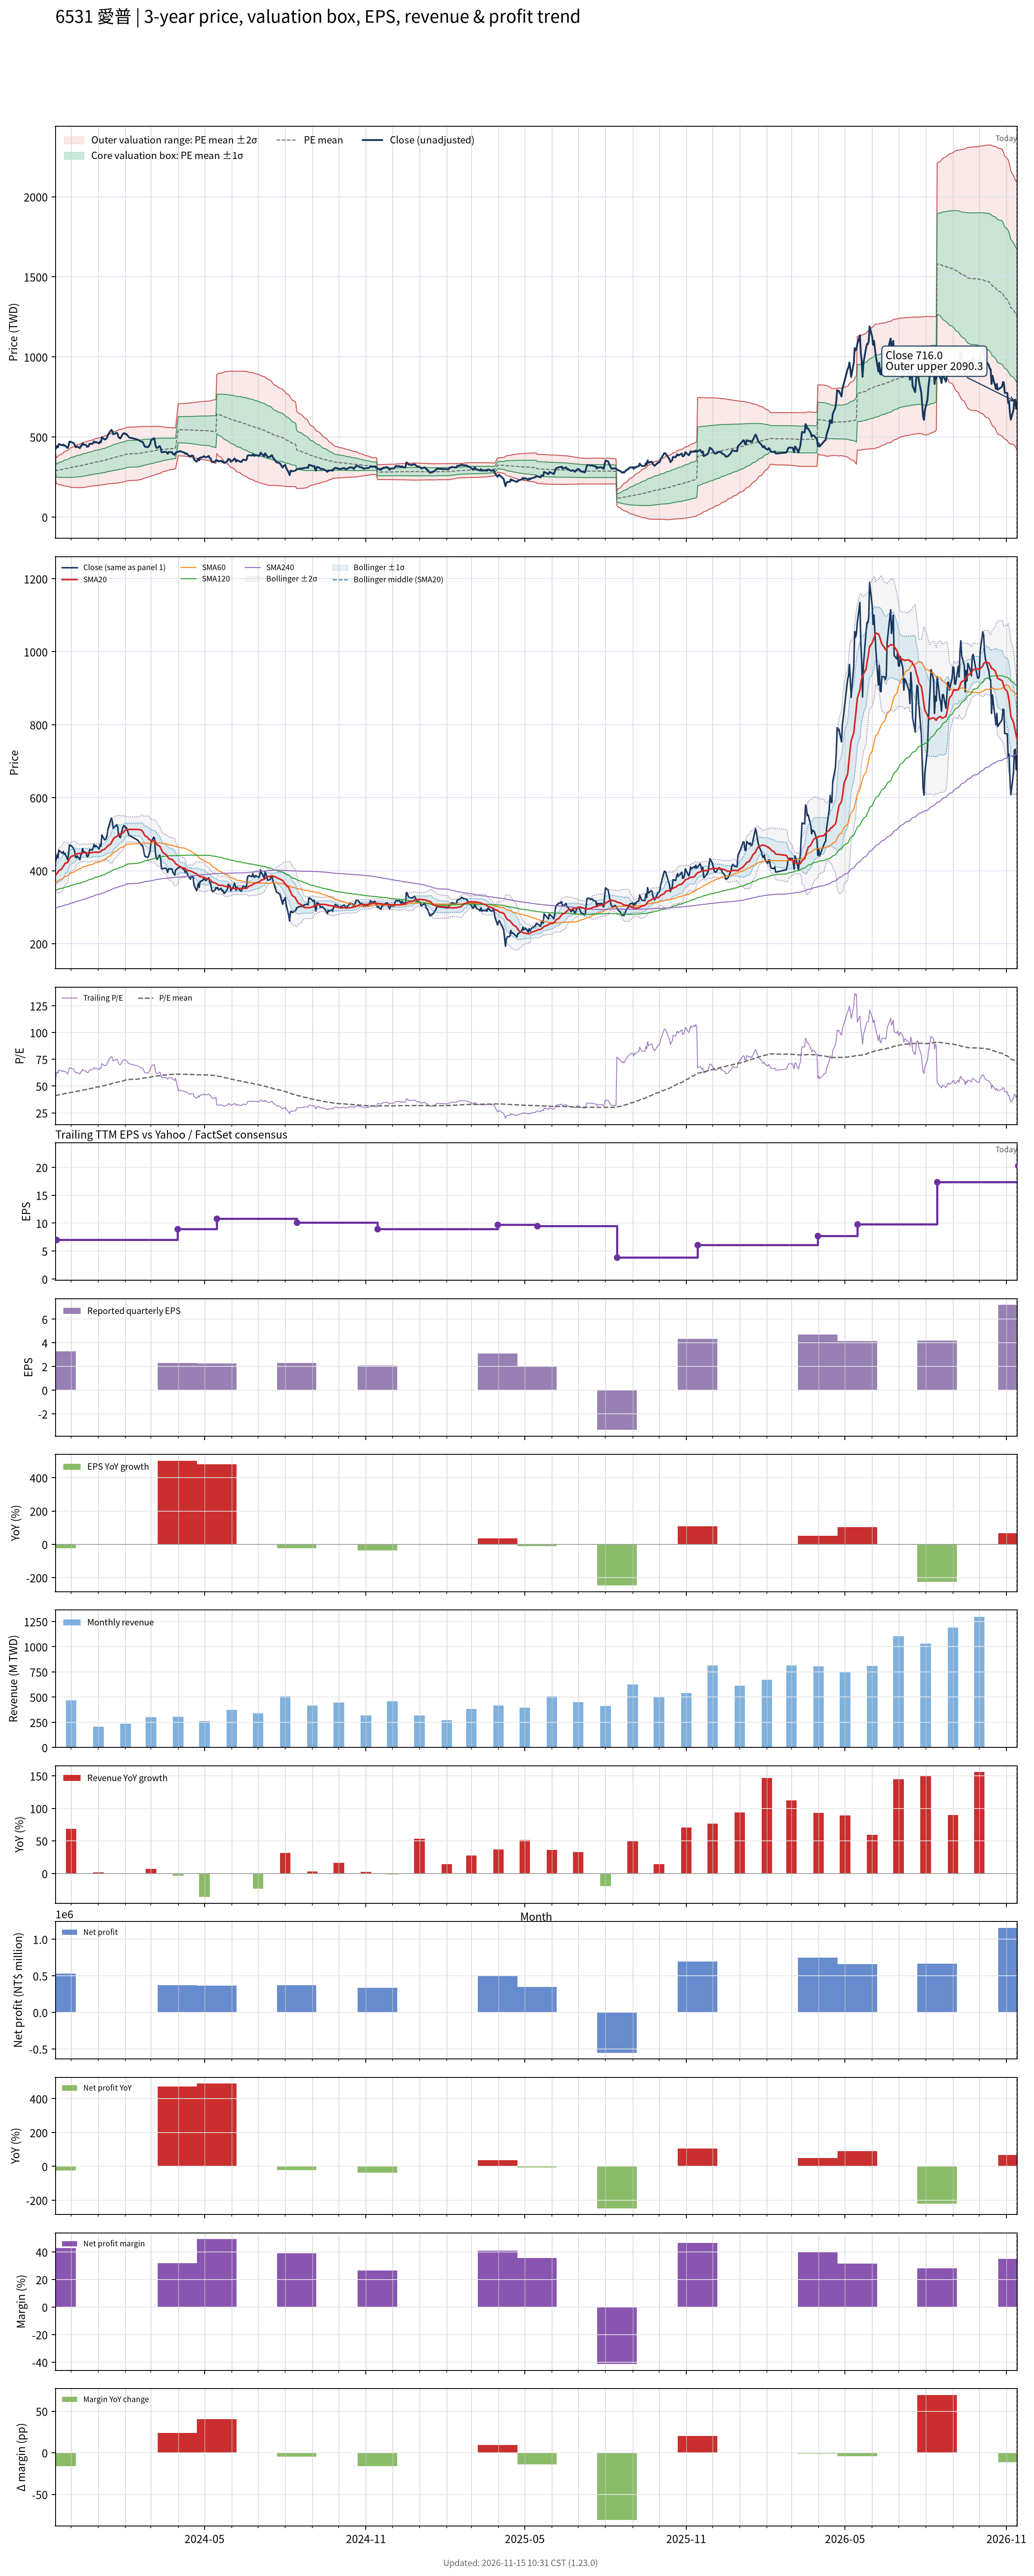 6531 愛普 | 3-year price, valuation box, EPS, revenue & profit trend
Outer valuation range: PE mean ±2σ
PE mean
Close (unadjusted)
Core valuation box: PE mean ±1σ
Today
2000
1500
1000
500
0
Price (TWD)
Close 716.0
Outer upper 2090.3
Close (same as panel 1)
SMA20
SMA60
SMA120
SMA240
Bollinger ±2σ
Bollinger ±1σ
Bollinger middle (SMA20)
1200
1000
800
600
400
200
Price
Trailing P/E
P/E mean
125
100
75
50
25
P/E
Trailing TTM EPS vs Yahoo / FactSet consensus
Today
20
15
10
5
0
EPS
Reported quarterly EPS
6
4
2
0
-2
EPS
EPS YoY growth
400
200
0
-200
YoY (%)
Monthly revenue
1250
1000
750
500
250
0
Revenue (M TWD)
Revenue YoY growth
150
100
50
0
YoY (%)
Month
1e6
Net profit
1.0
0.5
0.0
-0.5
Net profit (NT$ million)
Net profit YoY
400
200
0
-200
YoY (%)
Net profit margin
40
20
0
-20
-40
Margin (%)
Margin YoY change
50
0
-50
Δ margin (pp)
2024-05
2024-11
2025-05
2025-11
2026-05
2026-11
Updated: 2026-11-15 10:31 CST (1.23.0)